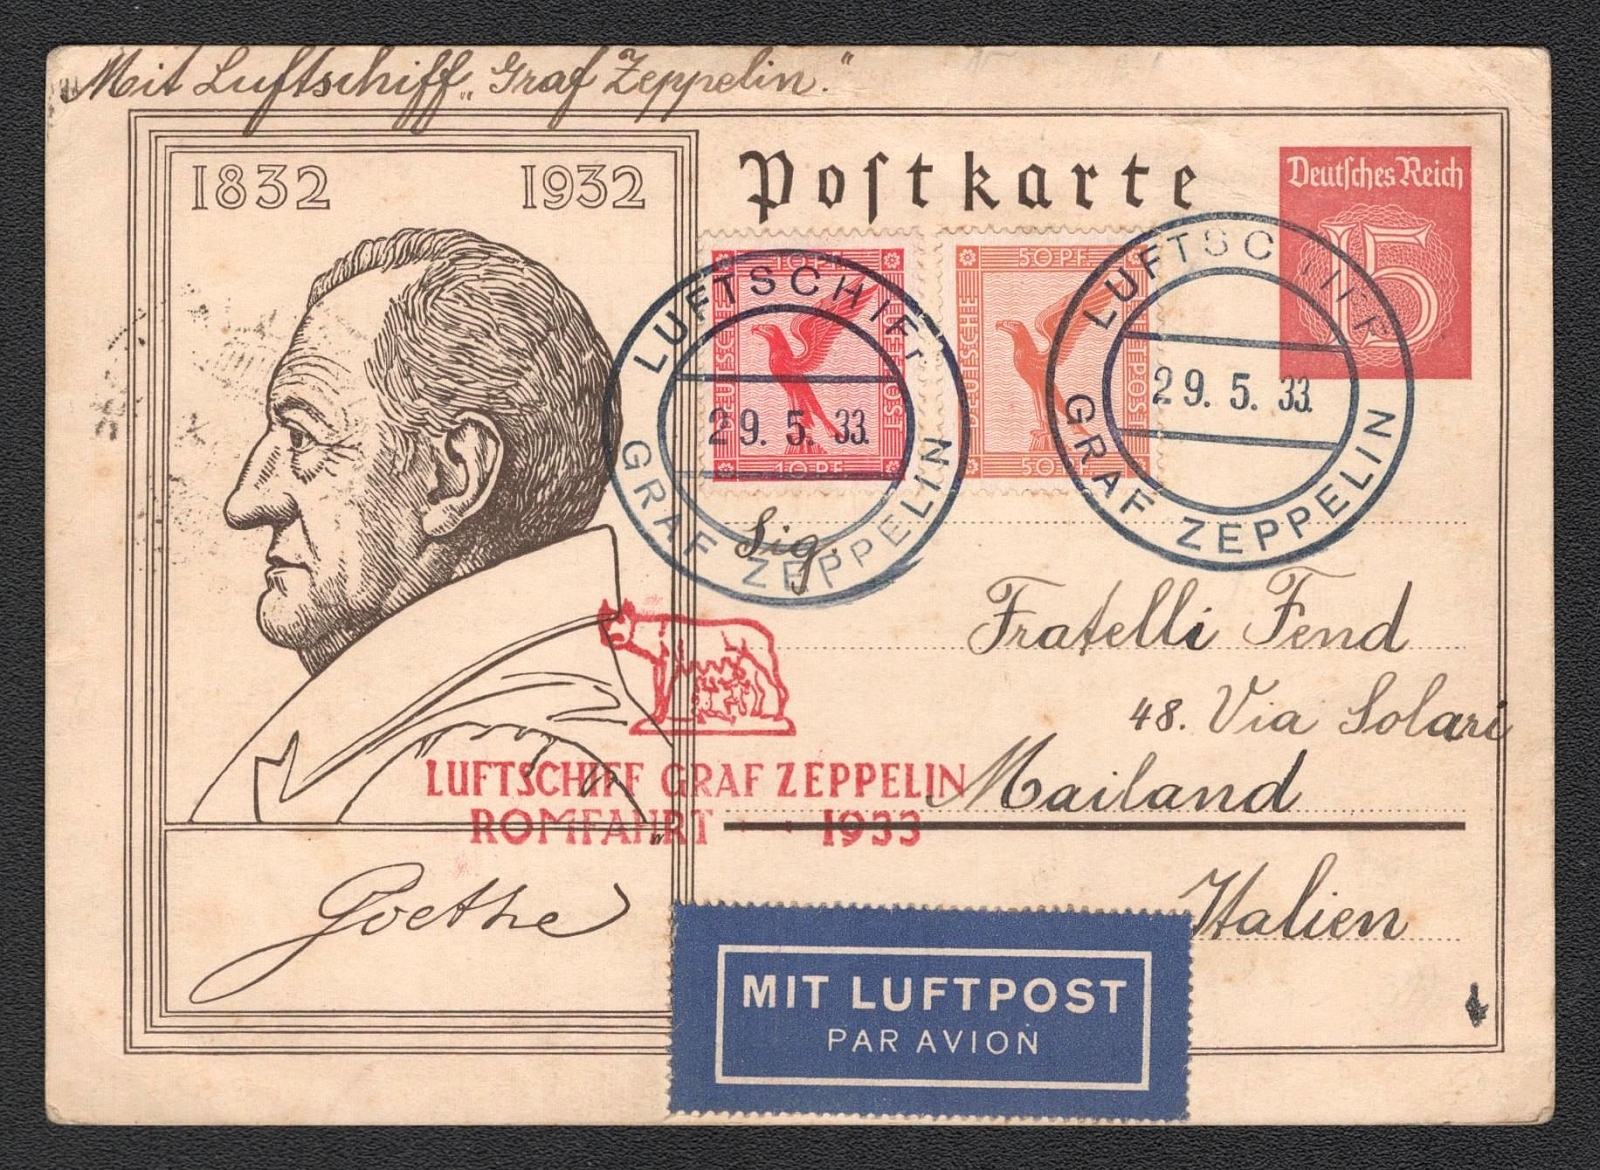 Mit Luftschiff „Graf Zeppelin."
1832 1932
Postkarte
Deutsches Reich
15
10 PF
DEUTSCHE
FLUGPOST
10 PF
50 PF
DEUTSCHE
50 PF
LUFTSCHIFF
29. 5. 33.
GRAF ZEPPELIN
LUFTSCHIFF
29. 5. 33.
GRAF ZEPPELIN
Sig.
Fratelli Fend
48. Via Solari
Mailand
Italien
LUFTSCHIFF GRAF ZEPPELIN
ROMFAHRT 1933
Goethe
MIT LUFTPOST
PAR AVION